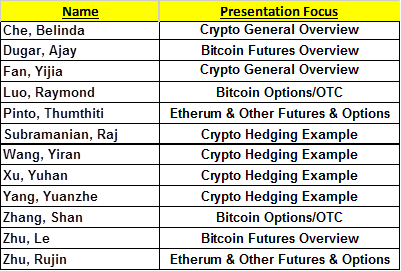 Name Presentation Focus
Che, Belinda Crypto General Overview
Dugar, Ajay Bitcoin Futures Overview
Fan, Yijia Crypto General Overview
Luo, Raymond Bitcoin Options/OTC
Pinto, Thumthiti Etherum & Other Futures & Options
Subramanian, Raj Crypto Hedging Example
Wang, Yiran Crypto Hedging Example
Xu, Yuhan Crypto Hedging Example
Yang, Yuanzhe Crypto Hedging Example
Zhang, Shan Bitcoin Options/OTC
Zhu, Le Bitcoin Futures Overview
Zhu, Rujin Etherum & Other Futures & Options